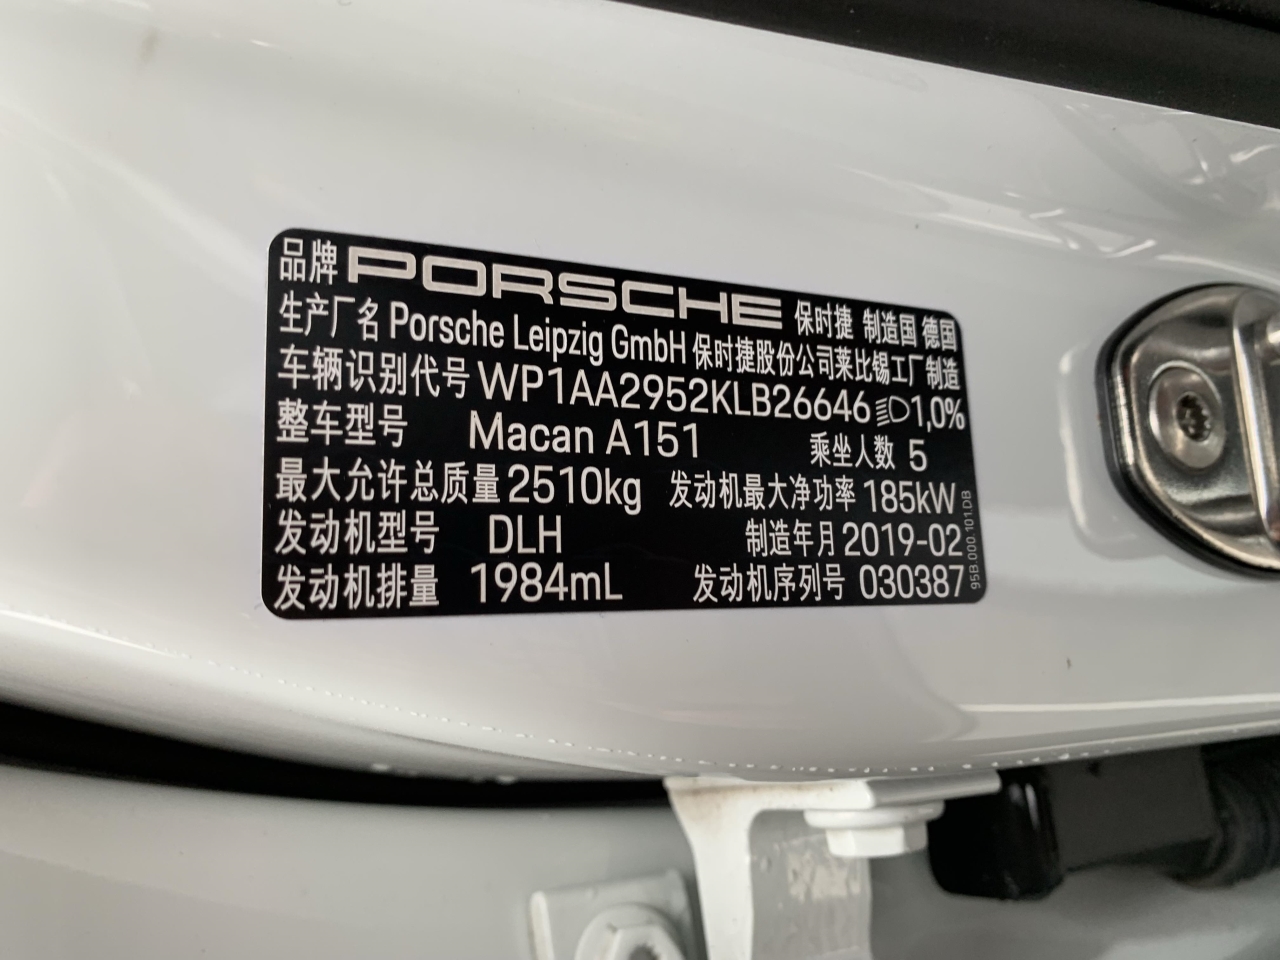 品牌 PORSCHE 保时捷 制造国 德国
生产厂名 Porsche Leipzig GmbH 保时捷股份公司莱比锡工厂制造
车辆识别代号 WP1AA2952KLB26646 1,0%
整车型号 Macan A151 乘坐人数 5
最大允许总质量 2510kg 发动机最大净功率 185kW
发动机型号 DLH 制造年月 2019-02
发动机排量 1984mL 发动机序列号 030387
95B.000.101.DB